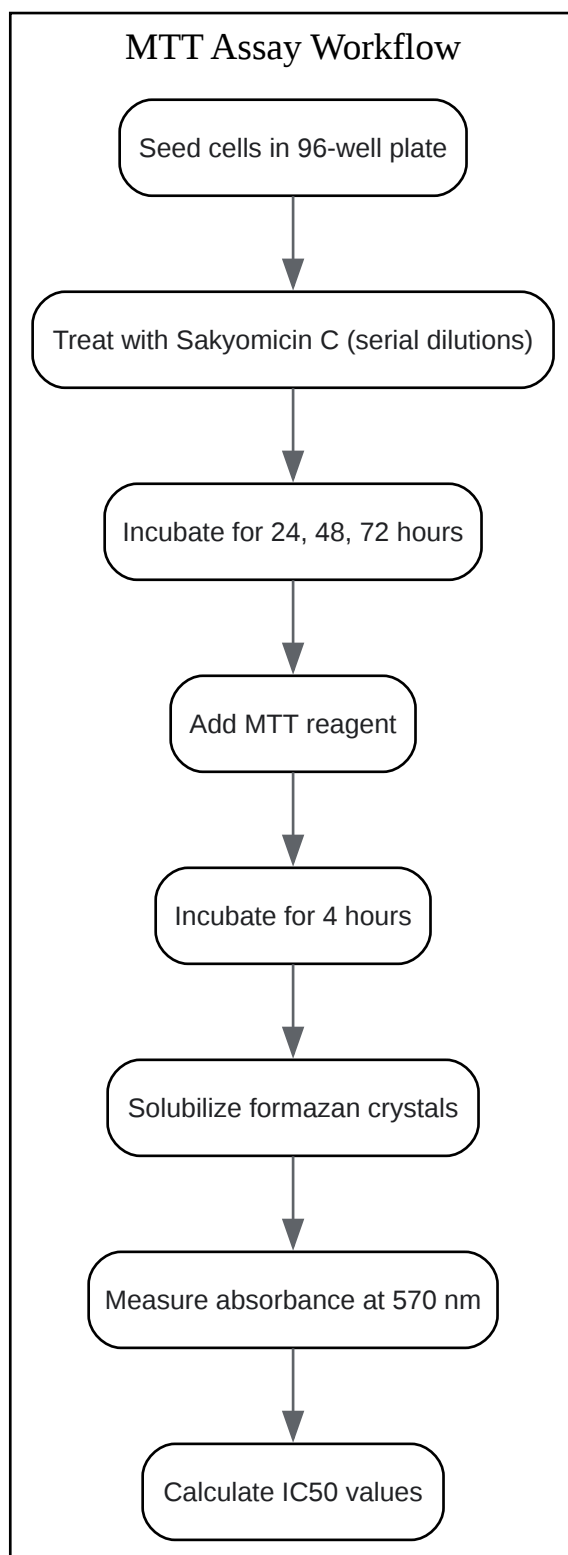 MTT Assay Workflow
Seed cells in 96-well plate
Treat with Sakyomicin C (serial dilutions)
Incubate for 24, 48, 72 hours
Add MTT reagent
Incubate for 4 hours
Solubilize formazan crystals
Measure absorbance at 570 nm
Calculate IC50 values